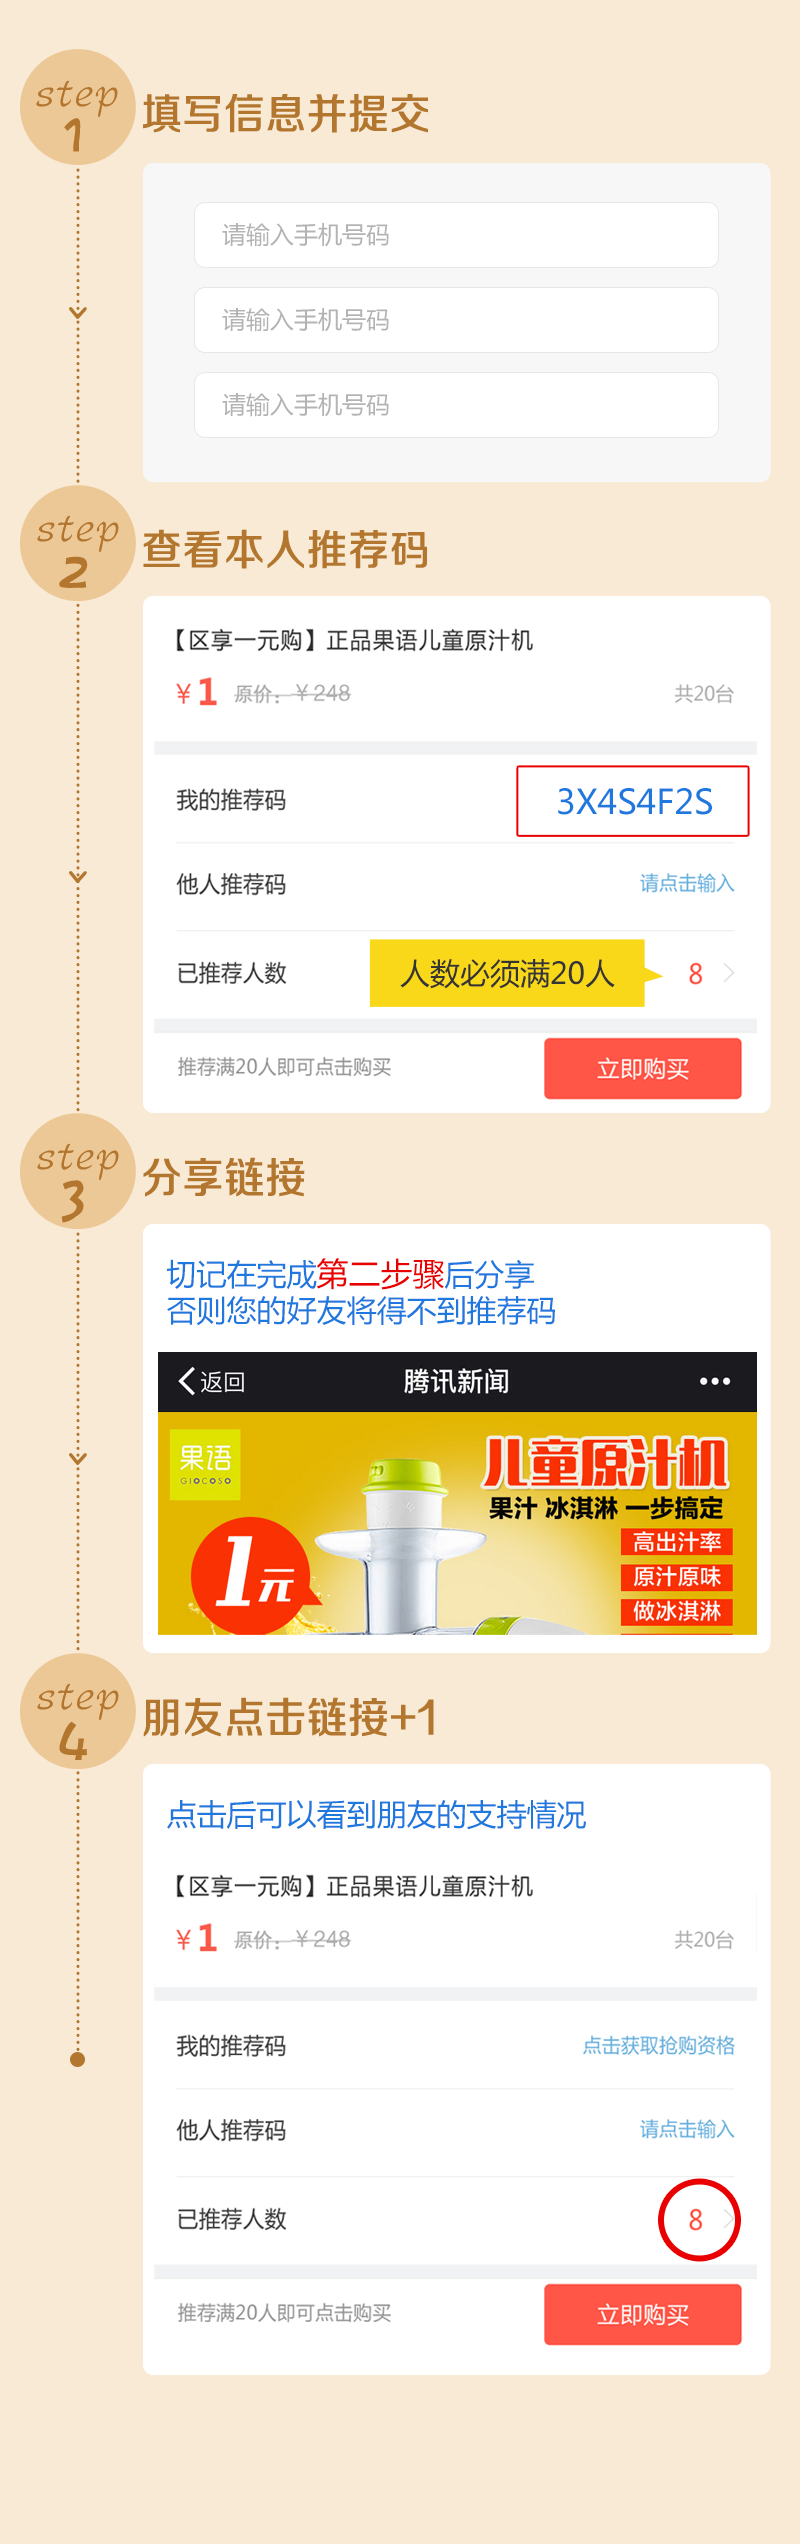 step
1
填写信息并提交
请输入手机号码
请输入手机号码
请输入手机号码
step
2
查看本人推荐码
【区享一元购】正品果语儿童原汁机
¥1 原价:¥248 共20台
我的推荐码 3X4S4F2S
他人推荐码 请点击输入
已推荐人数 人数必须满20人 8
推荐满20人即可点击购买 立即购买
step
3
分享链接
切记在完成第二步骤后分享
否则您的好友将得不到推荐码
返回 腾讯新闻
果语
GIOCOSO
儿童原汁机
果汁 冰淇淋 一步搞定
1元
高出汁率
原汁原味
做冰淇淋
step
4
朋友点击链接+1
点击后可以看到朋友的支持情况
【区享一元购】正品果语儿童原汁机
¥1 原价:¥248 共20台
我的推荐码 点击获取抢购资格
他人推荐码 请点击输入
已推荐人数 8
推荐满20人即可点击购买 立即购买